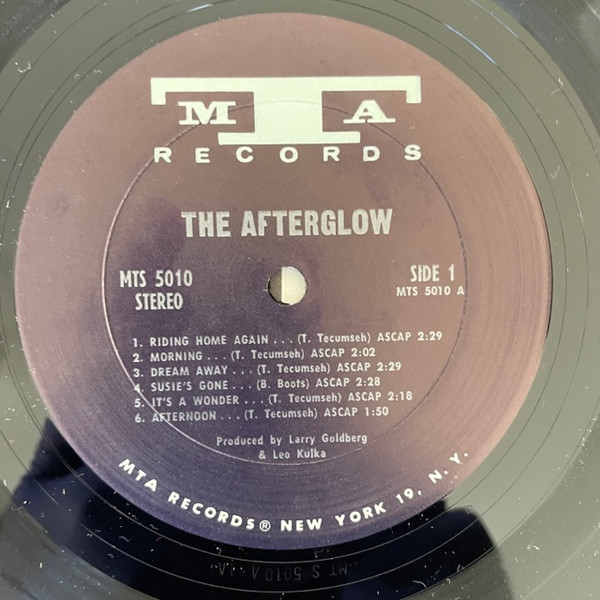 MTA
RECORDS
THE AFTERGLOW
MTS 5010
STEREO
SIDE 1
MTS 5010 A
1. RIDING HOME AGAIN . . . (T. Tecumseh) ASCAP 2:29
2. MORNING . . . (T. Tecumseh) ASCAP 2:02
3. DREAM AWAY . . . (T. Tecumseh) ASCAP 2:29
4. SUSIE'S GONE . . . (B. Boots) ASCAP 2:28
5. IT'S A WONDER . . . (T. Tecumseh) ASCAP 2:18
6. AFTERNOON . . . (T. Tecumseh) ASCAP 1:50
Produced by Larry Goldberg
& Leo Kulka
MTA RECORDS® NEW YORK 19, N. Y.